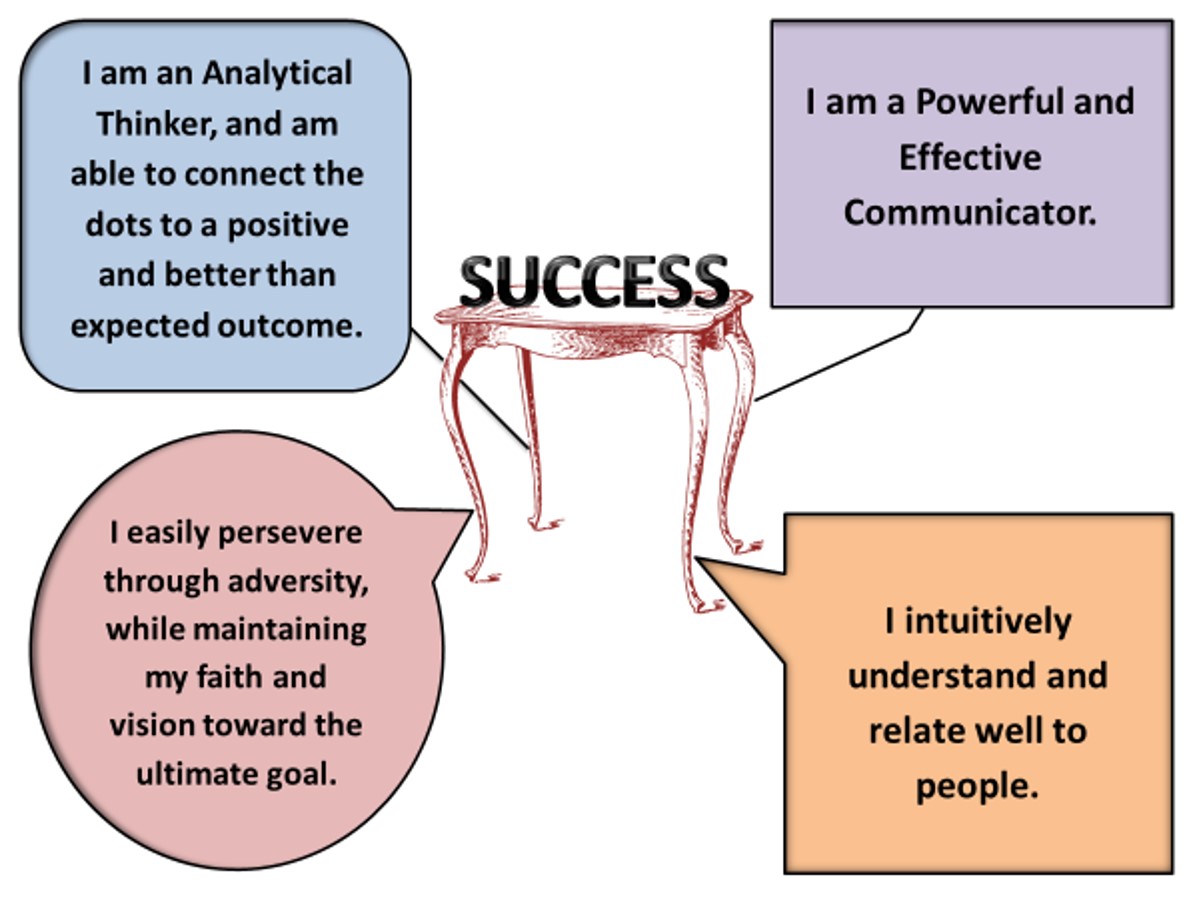 I am an Analytical
Thinker, and am
able to connect the
dots to a positive
and better than
expected outcome.
I am a Powerful and
Effective
Communicator.
SUCCESS
I easily persevere
through adversity,
while maintaining
my faith and
vision toward the
ultimate goal.
I intuitively
understand and
relate well to
people.